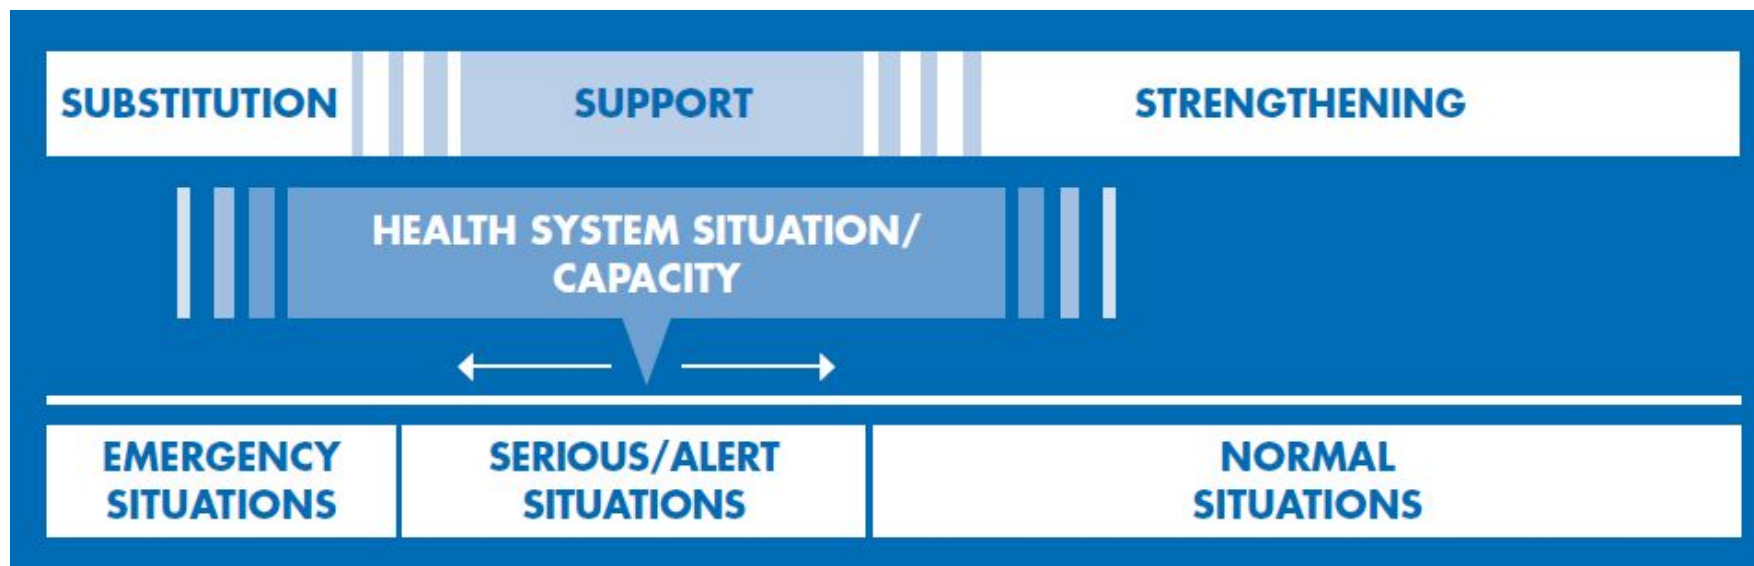 SUBSTITUTION
SUPPORT
STRENGTHENING
HEALTH SYSTEM SITUATION/
CAPACITY
EMERGENCY
SITUATIONS
SERIOUS/ALERT
SITUATIONS
NORMAL
SITUATIONS